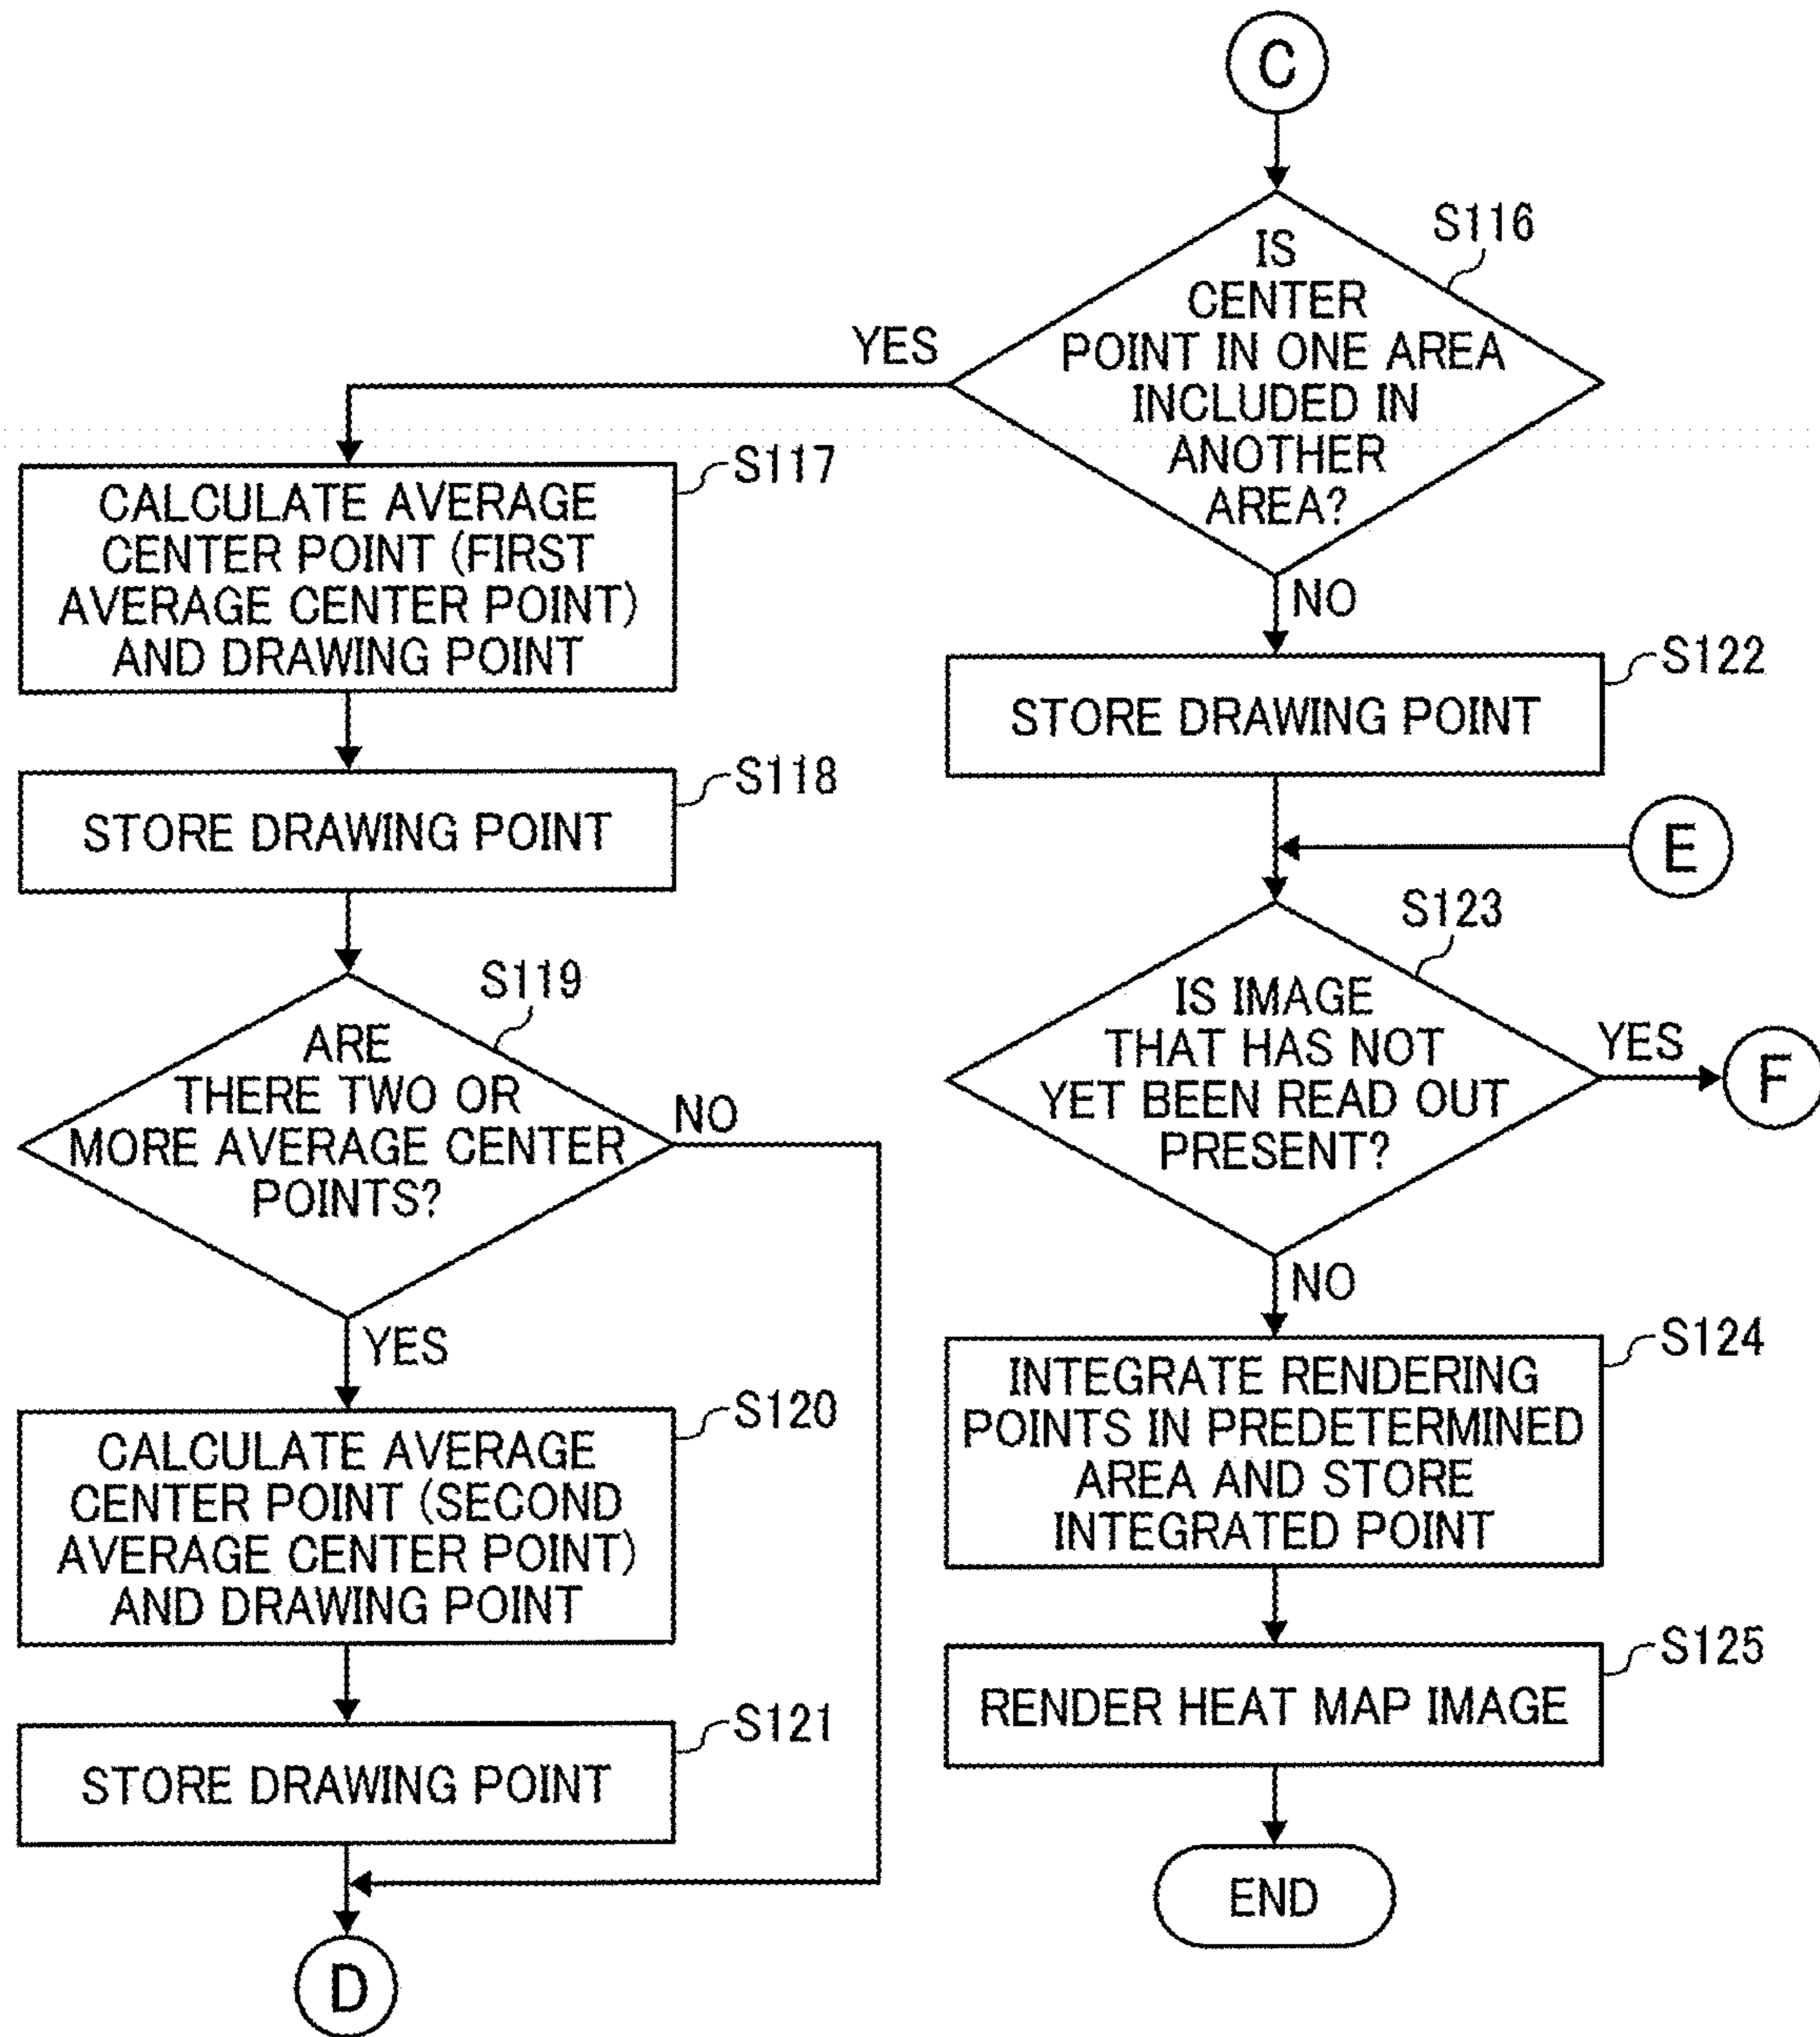 C
S116
IS
CENTER
POINT IN ONE AREA
INCLUDED IN
ANOTHER
AREA?
YES
NO
S117
CALCULATE AVERAGE
CENTER POINT (FIRST
AVERAGE CENTER POINT)
AND DRAWING POINT
S118
STORE DRAWING POINT
S119
ARE
THERE TWO OR
MORE AVERAGE CENTER
POINTS?
NO
YES
S120
CALCULATE AVERAGE
CENTER POINT (SECOND
AVERAGE CENTER POINT)
AND DRAWING POINT
S121
STORE DRAWING POINT
D
S122
STORE DRAWING POINT
E
S123
IS IMAGE
THAT HAS NOT
YET BEEN READ OUT
PRESENT?
YES
F
NO
S124
INTEGRATE RENDERING
POINTS IN PREDETERMINED
AREA AND STORE
INTEGRATED POINT
S125
RENDER HEAT MAP IMAGE
END